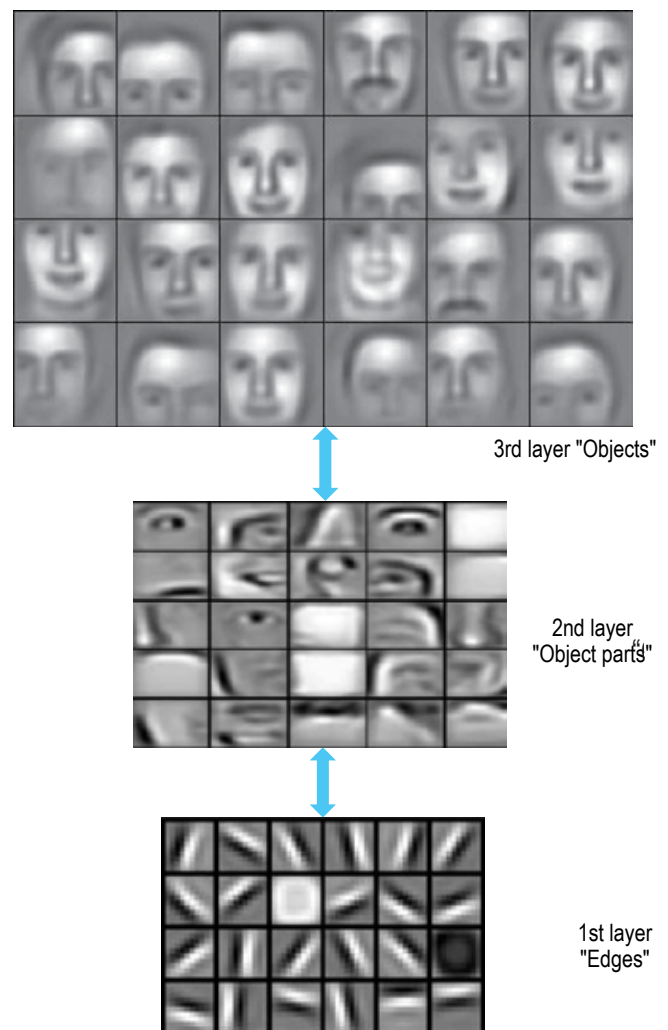 3rd layer "Objects"
2nd layer
"Object parts"
1st layer
"Edges"